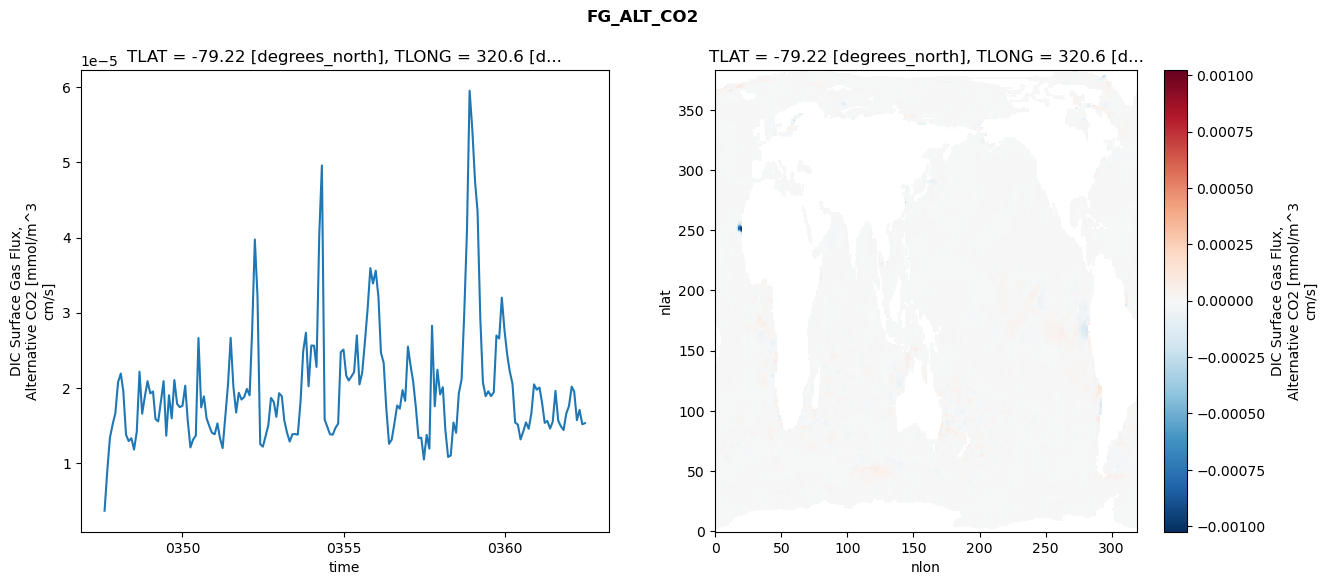 FG_ALT_CO2
TLAT = -79.22 [degrees_north], TLONG = 320.6 [d...
1e−5
6
5
4
3
2
1
DIC Surface Gas Flux,
Alternative CO2 [mmol/m^3
cm/s]
0350
0355
0360
time
TLAT = -79.22 [degrees_north], TLONG = 320.6 [d...
350
300
250
200
150
100
50
0
nlat
0
50
100
150
200
250
300
nlon
0.00100
0.00075
0.00050
0.00025
0.00000
−0.00025
−0.00050
−0.00075
−0.00100
DIC Surface Gas Flux,
Alternative CO2 [mmol/m^3
cm/s]